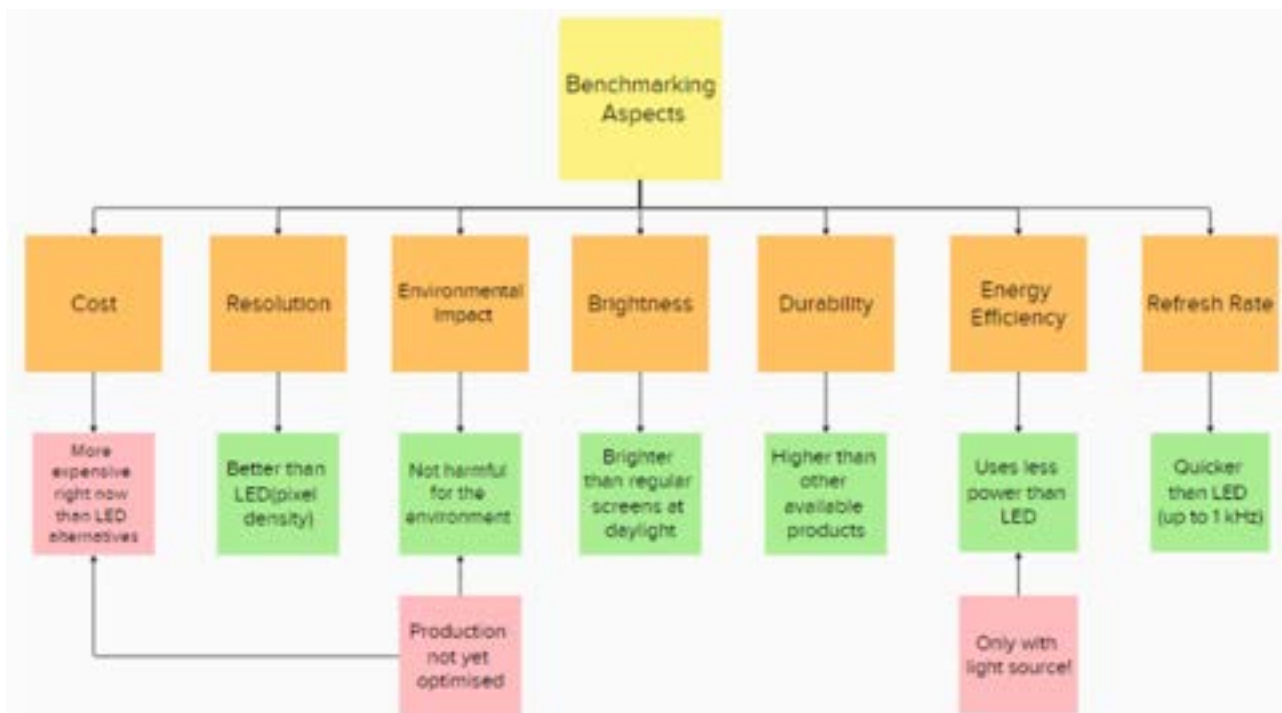 Benchmarking
Aspects
Cost
Resolution
Environmental
Impact
Brightness
Durability
Energy
Efficiency
Refresh Rate
More
expensive
right now
than LED
alternatives
Better than
LED(pixel
density)
Not harmful
for the
environment
Brighter
than regular
screens at
daylight
Higher than
other
available
products
Uses less
power than
LED
Quicker
than LED
(up to 1 kHz)
Production
not yet
optimised
Only with
light source!